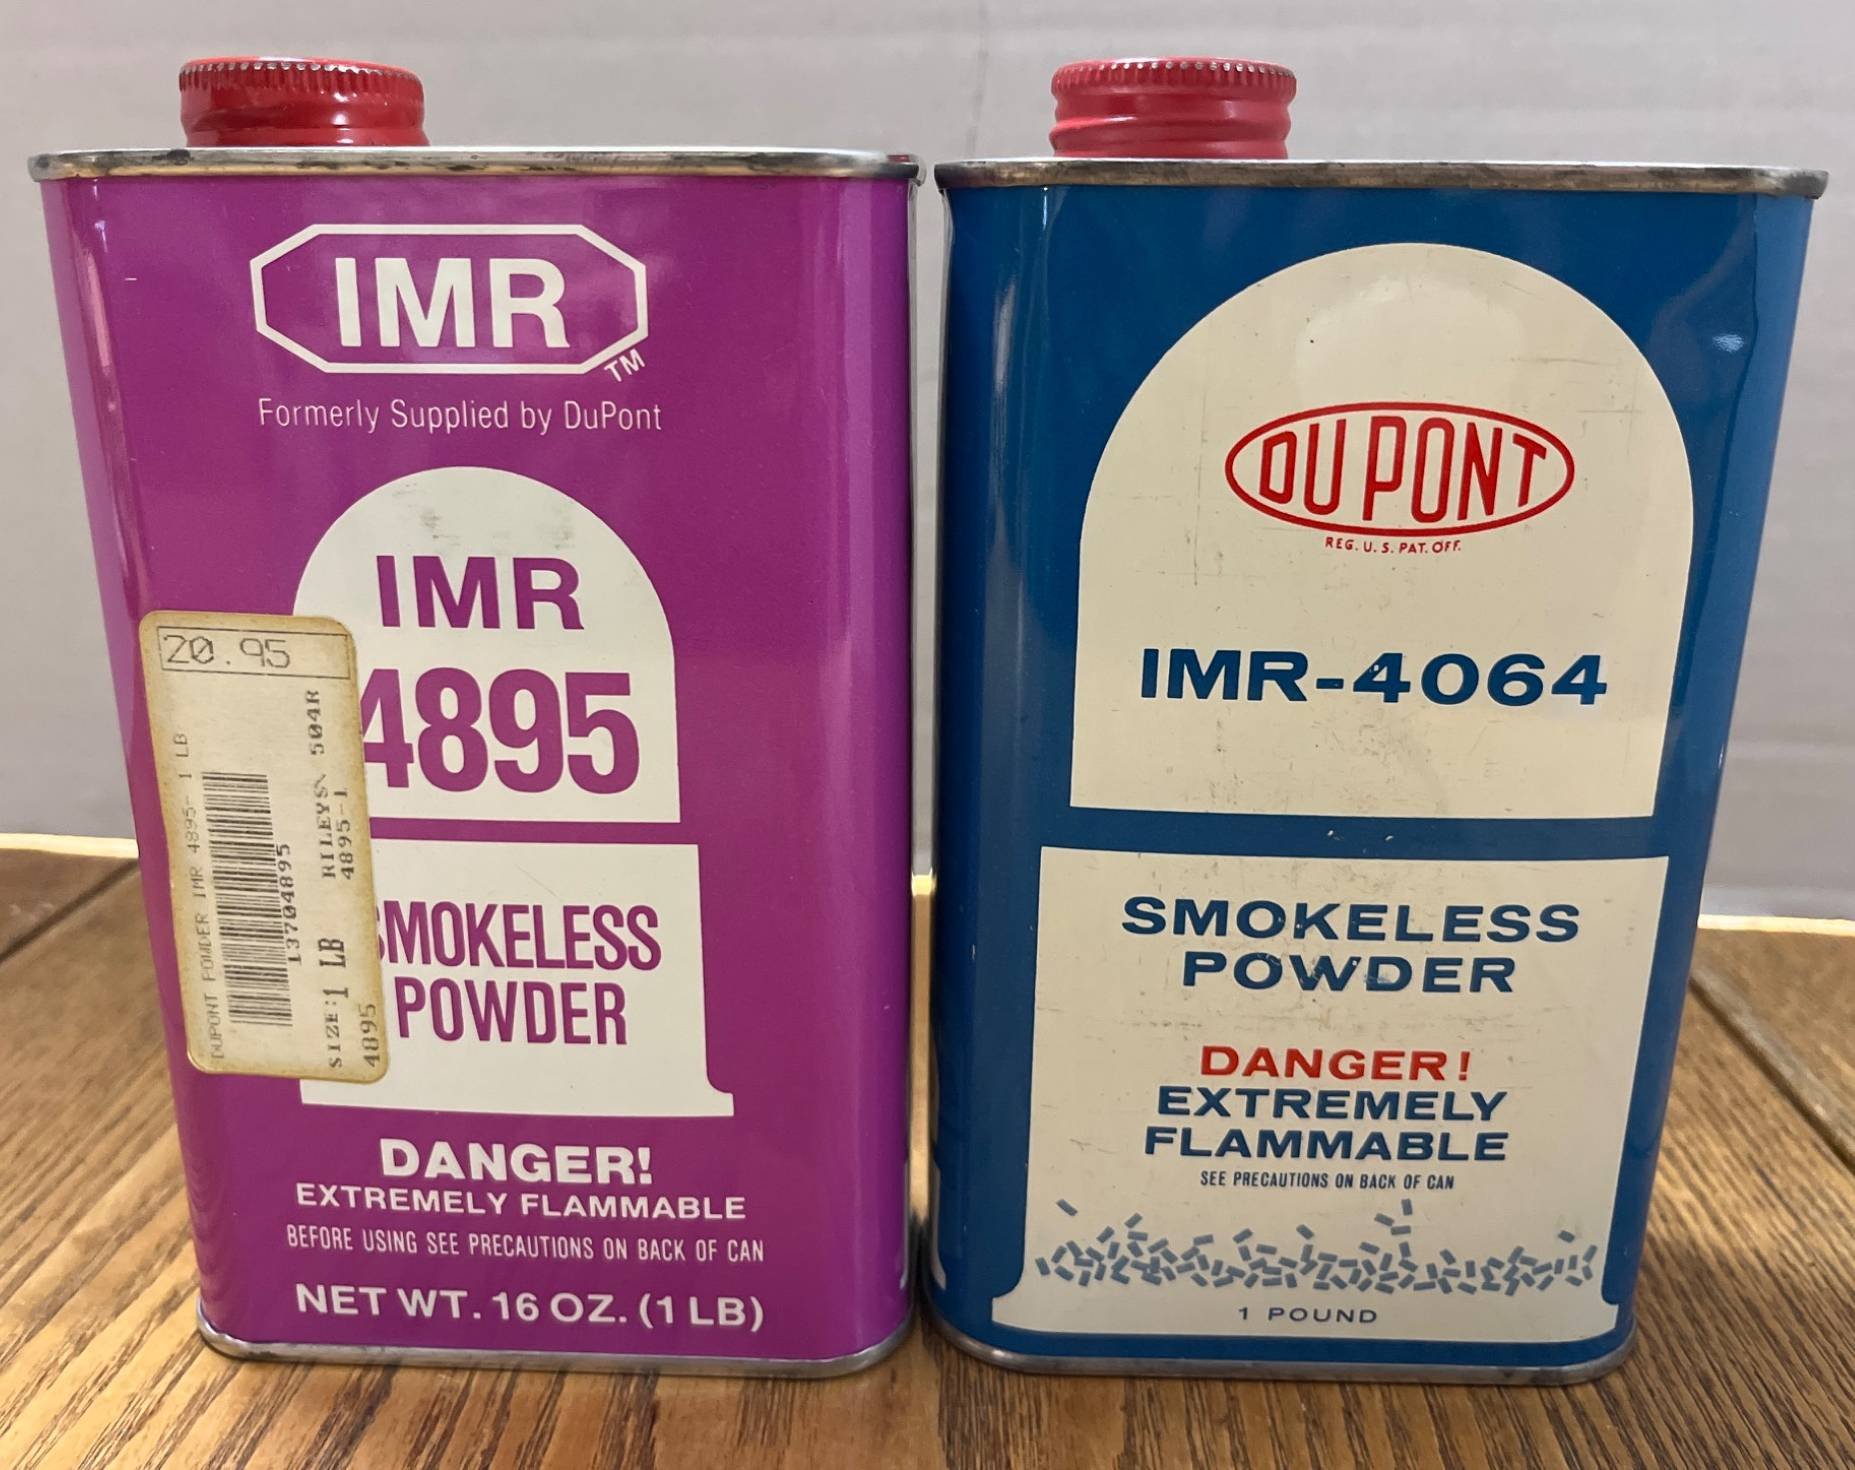 IMR
TM
Formerly Supplied by DuPont
IMR
4895
SMOKELESS
POWDER
DANGER!
EXTREMELY FLAMMABLE
BEFORE USING SEE PRECAUTIONS ON BACK OF CAN
NET WT. 16 OZ. (1 LB)
20.95
DUPONT POWDER IMR 4895- 1 LB
13704895
RILEYS 504R
4895-1
SIZE:1 LB
4895
DU PONT
REG. U. S. PAT. OFF.
IMR-4064
SMOKELESS
POWDER
DANGER!
EXTREMELY
FLAMMABLE
SEE PRECAUTIONS ON BACK OF CAN
1 POUND